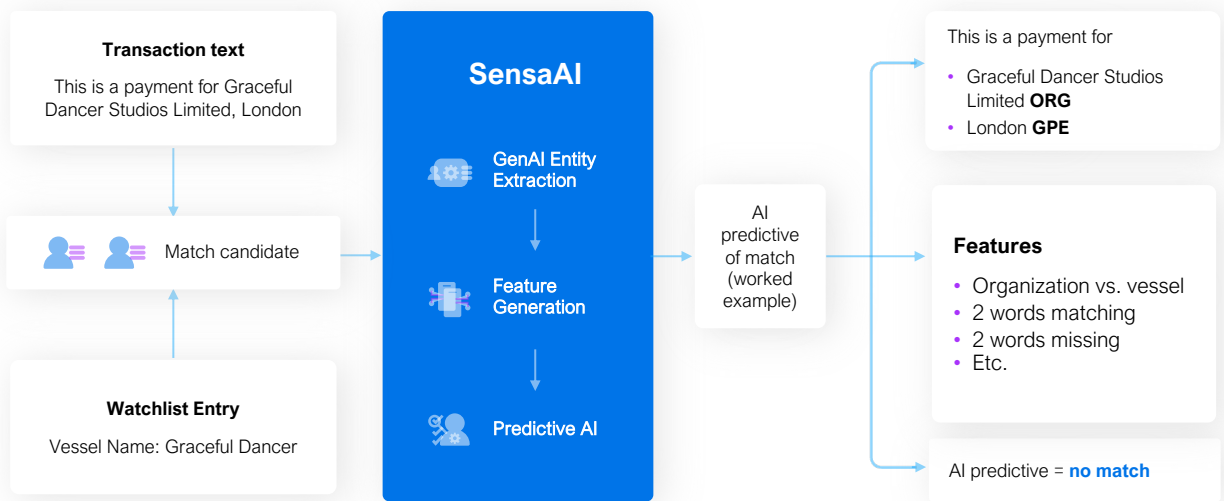 Transaction text
This is a payment for Graceful
Dancer Studios Limited, London
Match candidate
Watchlist Entry
Vessel Name: Graceful Dancer
SensaAI
GenAI Entity
Extraction
Feature
Generation
Predictive AI
AI
predictive
of match
(worked
example)
This is a payment for
• Graceful Dancer Studios
Limited ORG
• London GPE
Features
• Organization vs. vessel
• 2 words matching
• 2 words missing
• Etc.
AI predictive = no match